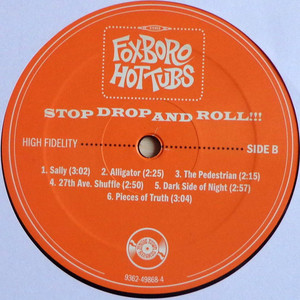 FOXBORO
HOT TUBS
STOP DROP AND ROLL!!!
HIGH FIDELITY SIDE B
1. Sally (3:02) 2. Alligator (2:25) 3. The Pedestrian (2:15)
4. 27th Ave. Shuffle (2:50) 5. Dark Side of Night (2:57)
6. Pieces of Truth (3:04)
9362-49868-4